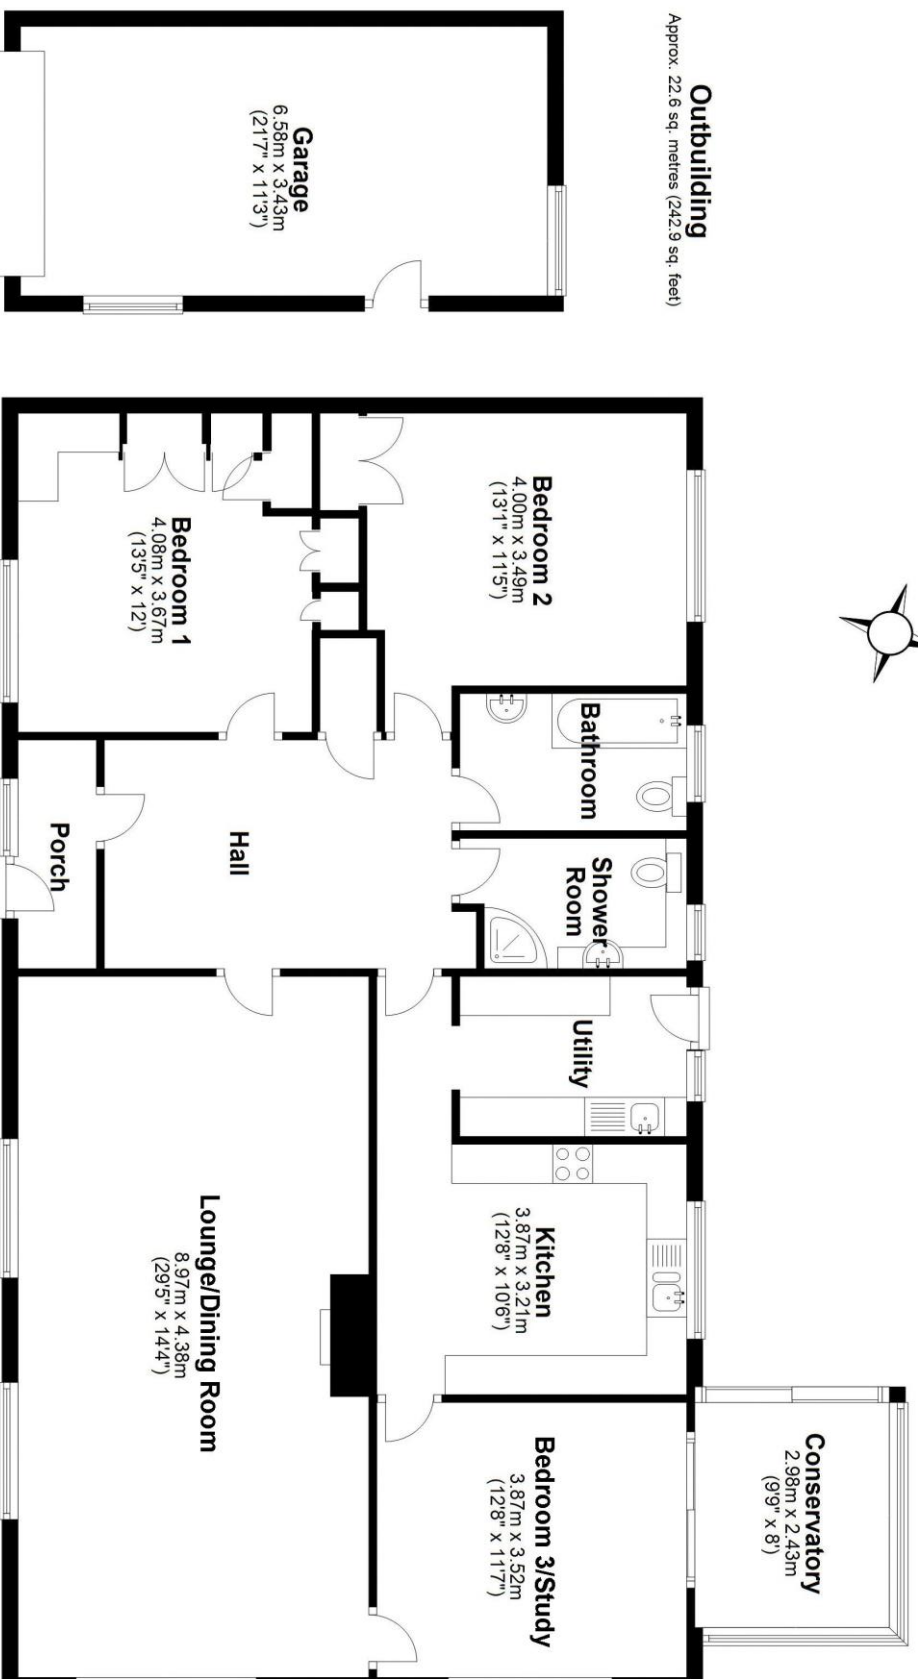 Outbuilding
Approx. 22.6 sq. metres (242.9 sq. feet)
Garage
6.58m x 3.43m
(21'7" x 11'3")
Bedroom 2
4.00m x 3.49m
(13'1" x 11'5")
Bedroom 1
4.08m x 3.67m
(13'5" x 12')
Bathroom
Shower
Room
Hall
Porch
Utility
Kitchen
3.87m x 3.21m
(12'8" x 10'6")
Lounge/Dining Room
8.97m x 4.38m
(29'5" x 14'4")
Conservatory
2.98m x 2.43m
(9'9" x 8')
Bedroom 3/Study
3.87m x 3.52m
(12'8" x 11'7")